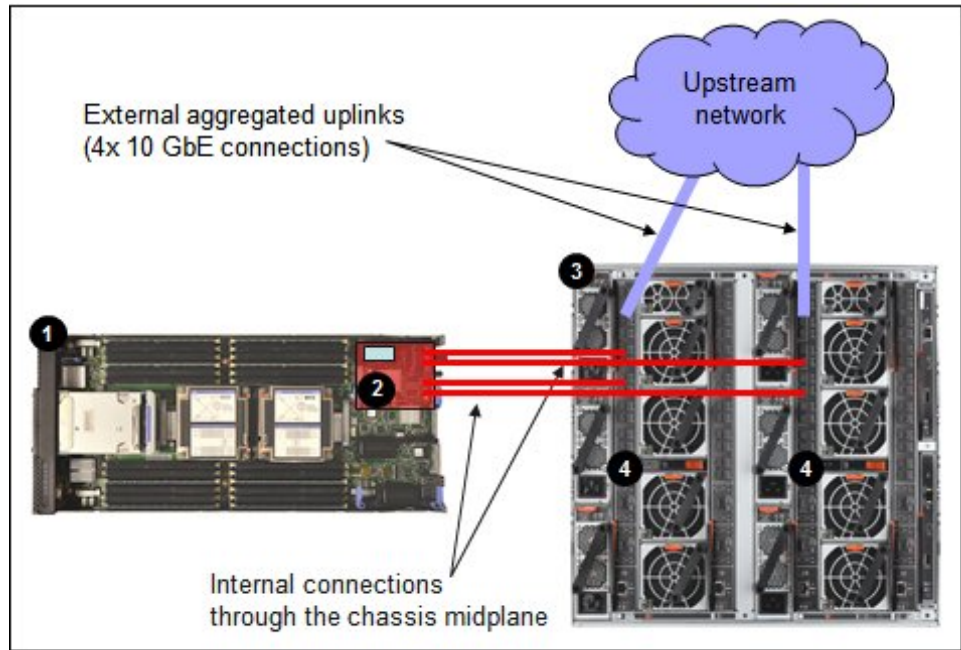 Upstream
network
External aggregated uplinks
(4x 10 GbE connections)
3
1
2
4
4
Internal connections
through the chassis midplane